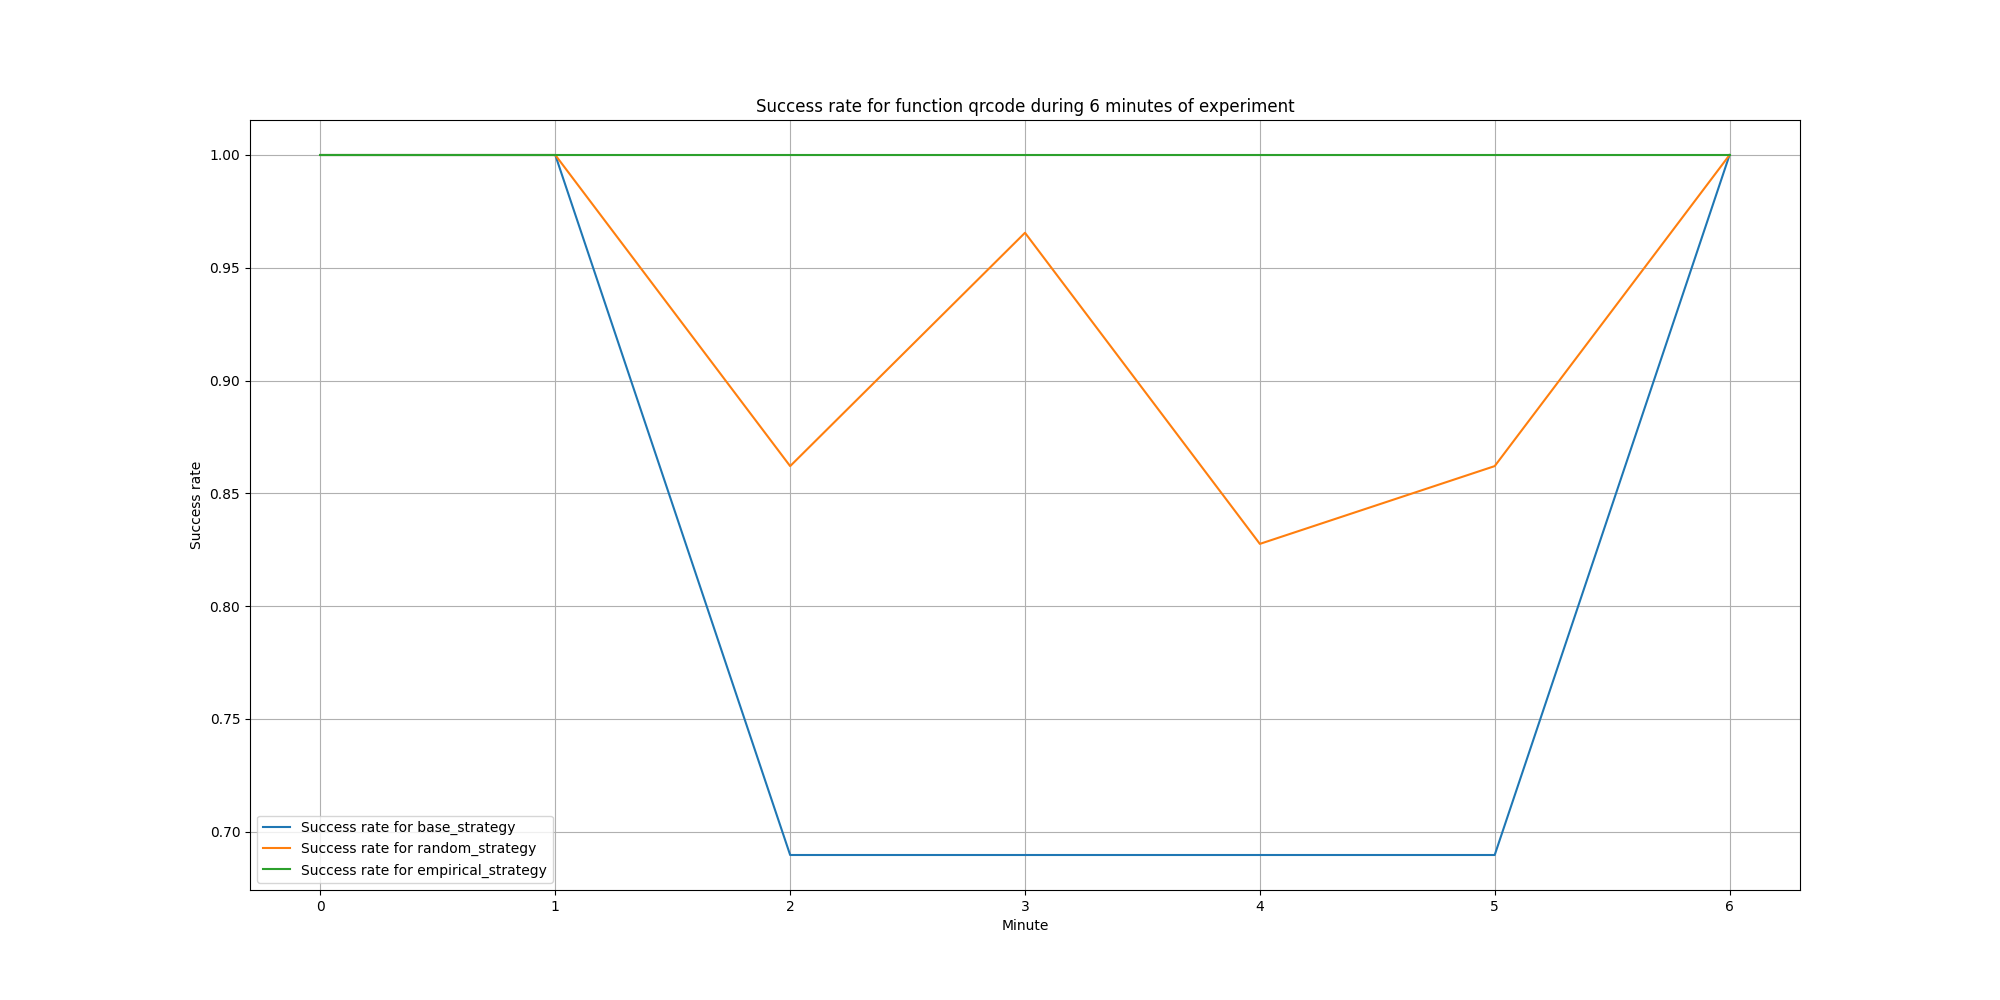 Success rate for function qrcode during 6 minutes of experiment
1.00
0.95
0.90
0.85
0.80
0.75
0.70
Success rate
Success rate for base_strategy
Success rate for random_strategy
Success rate for empirical_strategy
0 1 2 3 4 5 6
Minute